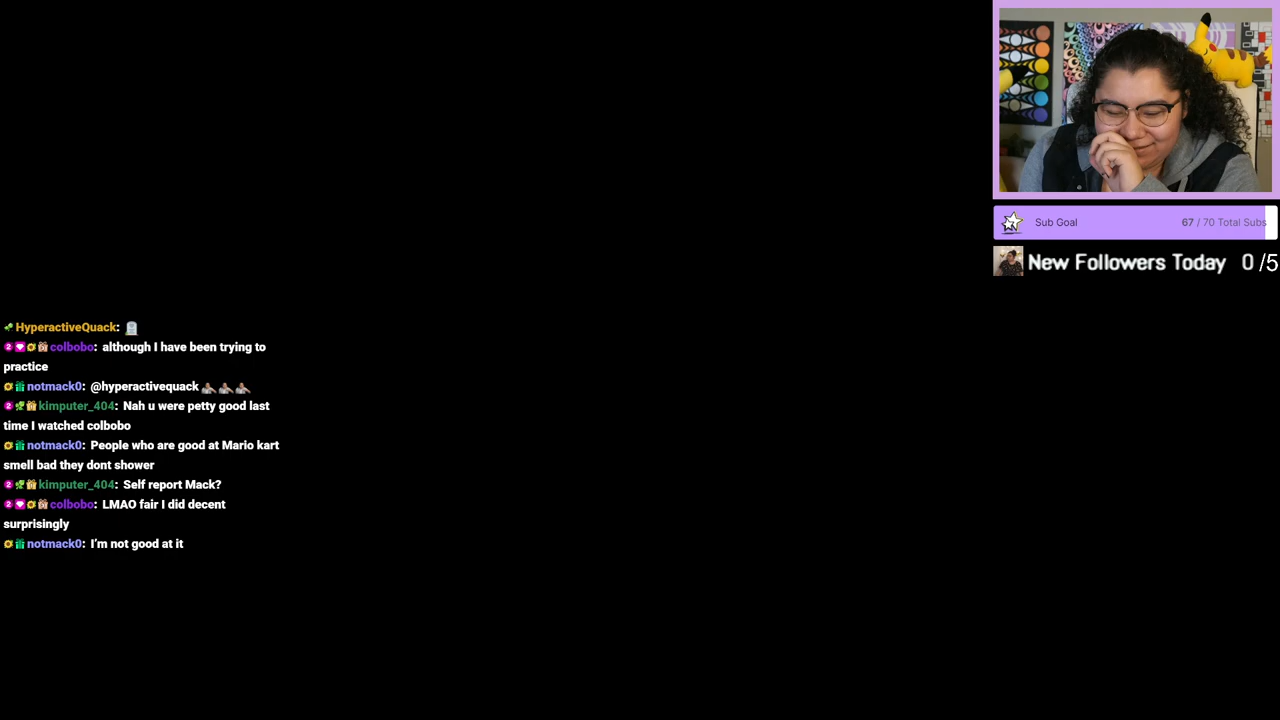 Sub Goal 67 / 70 Total Subs
New Followers Today 0 /5
HyperactiveQuack:
colbobo: although I have been trying to
practice
notmack0: @hyperactivequack
kimputer_404: Nah u were petty good last
time I watched colbobo
notmack0: People who are good at Mario kart
smell bad they dont shower
kimputer_404: Self report Mack?
colbobo: LMAO fair I did decent
surprisingly
notmack0: I'm not good at it